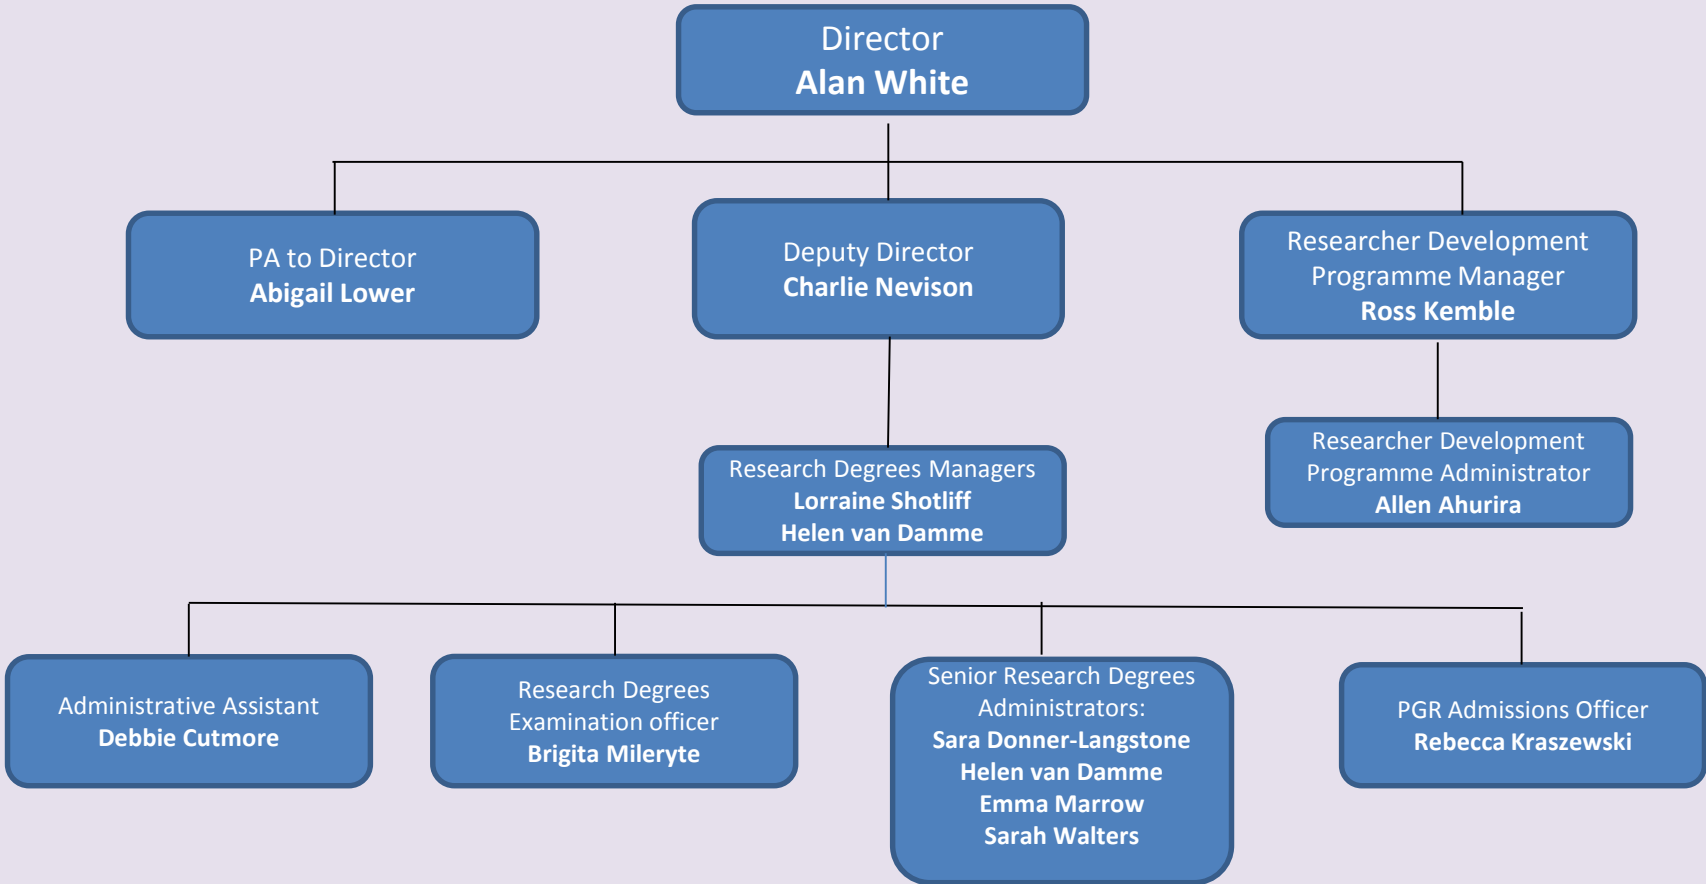 Director
Alan White
PA to Director
Abigail Lower
Deputy Director
Charlie Nevison
Researcher Development
Programme Manager
Ross Kemble
Research Degrees Managers
Lorraine Shotliff
Helen van Damme
Researcher Development
Programme Administrator
Allen Ahurira
Administrative Assistant
Debbie Cutmore
Research Degrees
Examination officer
Brigita Mileryte
Senior Research Degrees
Administrators:
Sara Donner-Langstone
Helen van Damme
Emma Marrow
Sarah Walters
PGR Admissions Officer
Rebecca Kraszewski